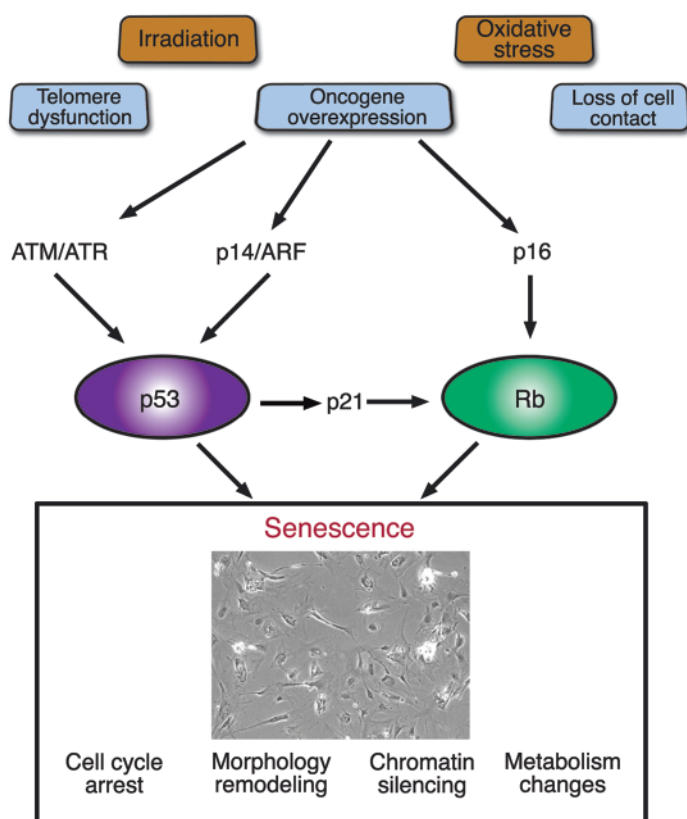 Irradiation
Oxidative
stress
Telomere
dysfunction
Oncogene
overexpression
Loss of cell
contact
ATM/ATR
p14/ARF
p16
p53
p21
Rb
Senescence
Cell cycle
arrest
Morphology
remodeling
Chromatin
silencing
Metabolism
changes